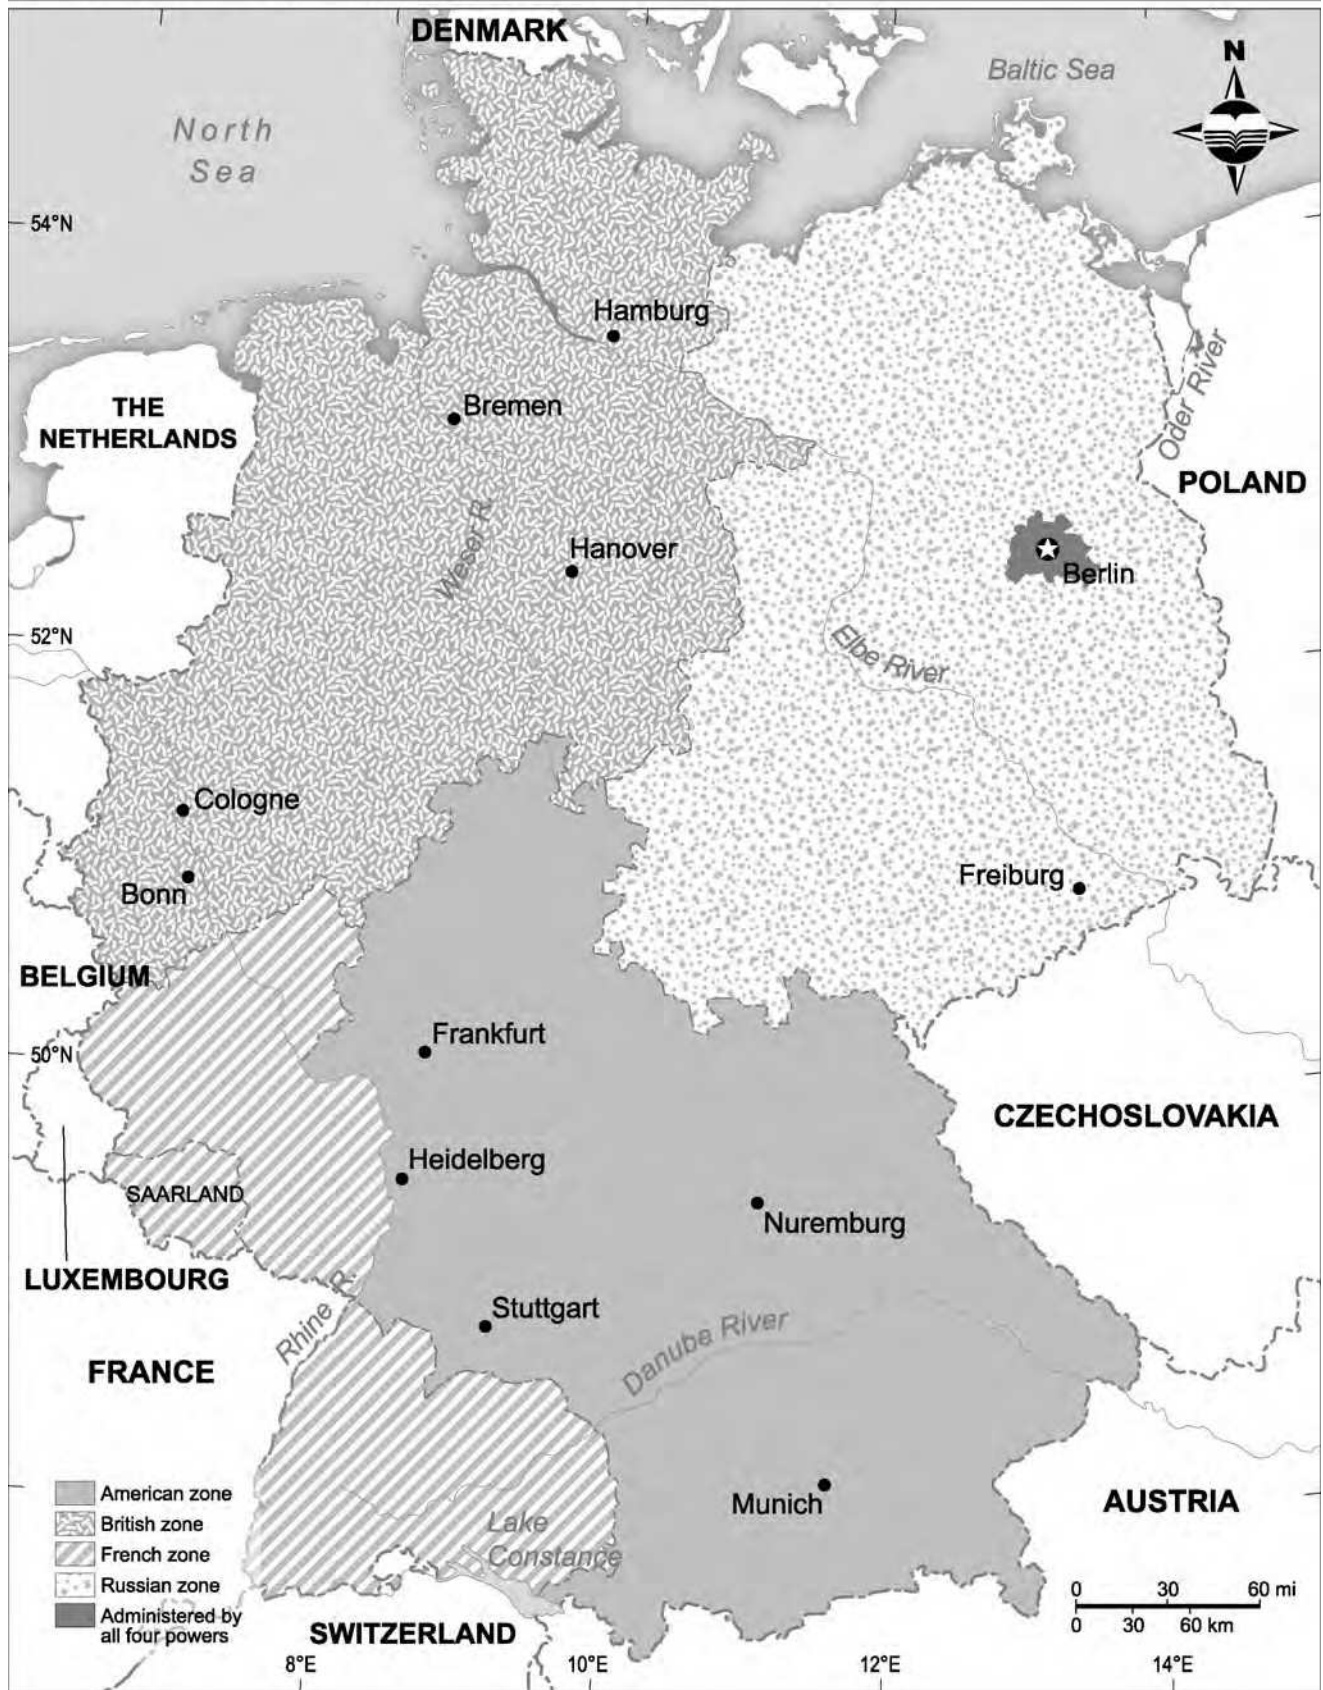 DENMARK
N
Baltic Sea
North
Sea
54°N
Hamburg
Oder River
THE
NETHERLANDS
Bremen
POLAND
Weser R.
Hanover
Berlin
52°N
Elbe River
Cologne
Bonn
Freiburg
BELGIUM
50°N
Frankfurt
CZECHOSLOVAKIA
Heidelberg
SAARLAND
Nuremburg
LUXEMBOURG
Rhine R.
Stuttgart
Danube River
FRANCE
American zone
British zone
French zone
Russian zone
Administered by
all four powers
Munich
AUSTRIA
Lake
Constance
0 30 60 mi
0 30 60 km
SWITZERLAND
8°E
10°E
12°E
14°E